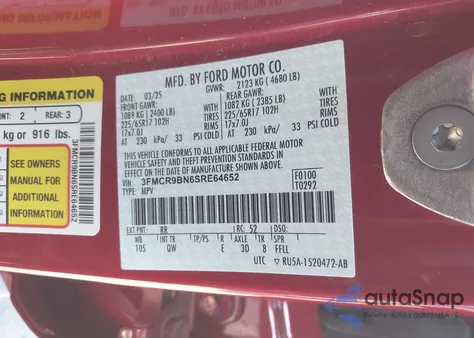 MFD. BY FORD MOTOR CO.
03/25
GVWR: 2123 KG ( 4680 LB)
FRONT GAWR:
REAR GAWR:
1089 KG ( 2400 LB)
1082 KG ( 2385 LB)
225/65R17 102H TIRES
225/65R17 102H TIRES
17x7.0J RIMS
17x7.0J RIMS
AT 230 kPa/ 33 PSI COLD
AT 230 kPa/ 33 PSI COLD
THIS VEHICLE CONFORMS TO ALL APPLICABLE FEDERAL MOTOR
VEHICLE SAFETY, BUMPER, AND THEFT PREVENTION STANDARDS IN
EFFECT ON THE DATE OF MANUFACTURE SHOWN ABOVE.
VIN: 3FMCR9BN6SRE64652
TYPE: MPV
F0100
T0292
EXT PNT: RR RC: 52 DSO:
WB INT TR TP/PS R AXLE TR SPR
105 QW E 3D 8 FFLL
UTC RU5A-1520472-AB
NG INFORMATION
ONT: 2 REAR: 3
kg or 916 lbs.
SEE OWNERS
MANUAL FOR
ADDITIONAL
INFORMATION
3FMCR9BN6SRE64652
autoSnap